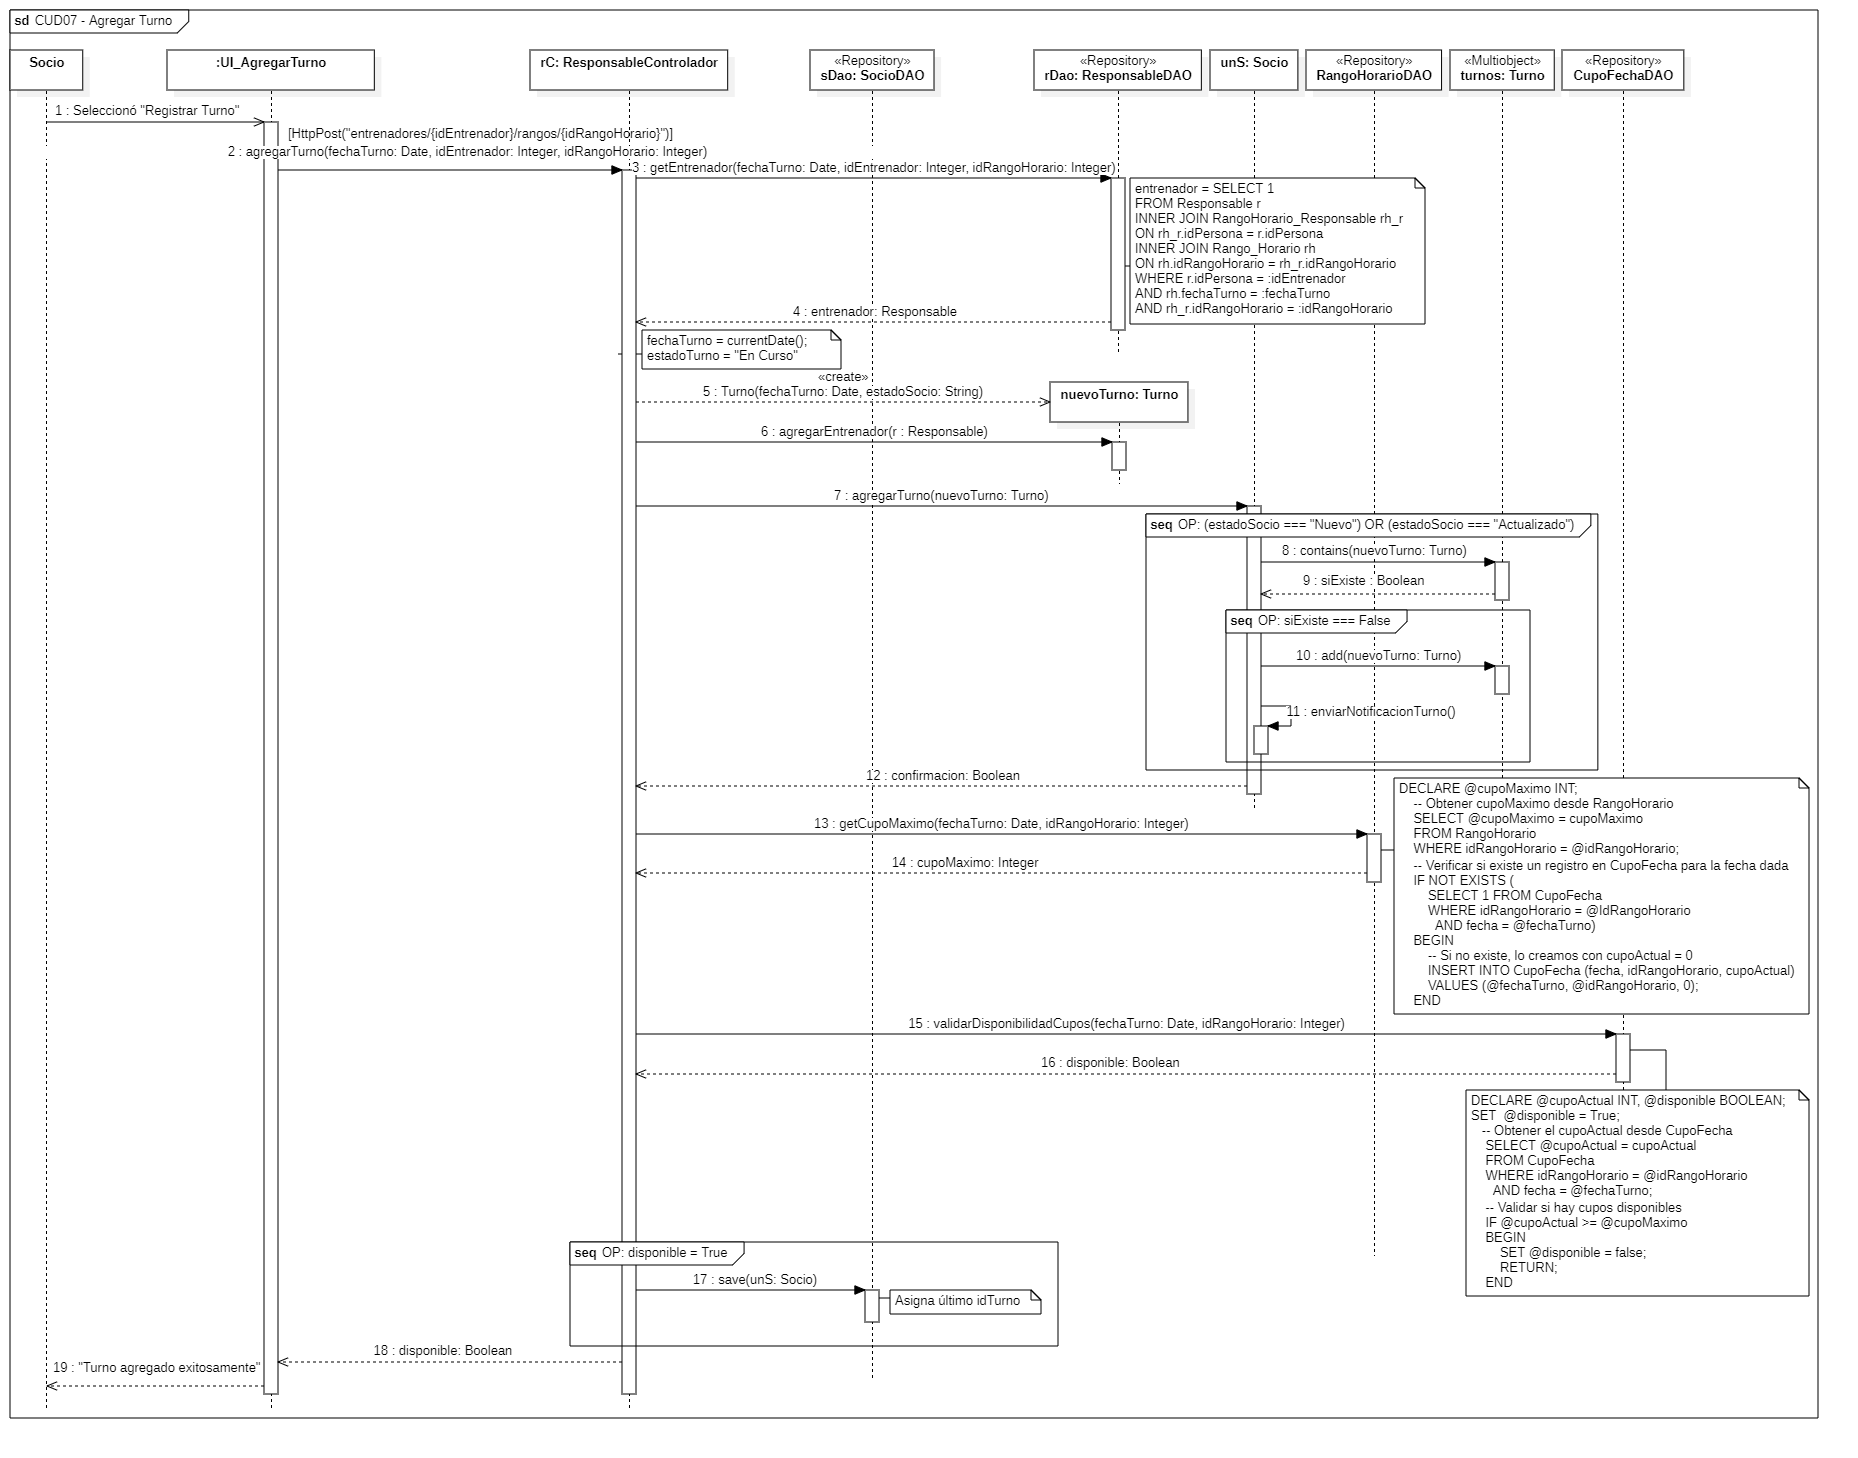 sd CUD07 - Agregar Turno
Socio
:UI_AgregarTurno
rC: ResponsableControlador
«Repository»
sDao: SocioDAO
«Repository»
rDao: ResponsableDAO
unS: Socio
«Repository»
RangoHorarioDAO
«Multiobject»
turnos: Turno
«Repository»
CupoFechaDAO
1 : Seleccionó "Registrar Turno"
[HttpPost("entrenadores/{idEntrenador}/rangos/{idRangoHorario}")]
2 : agregarTurno(fechaTurno: Date, idEntrenador: Integer, idRangoHorario: Integer)
3 : getEntrenador(fechaTurno: Date, idEntrenador: Integer, idRangoHorario: Integer)
entrenador = SELECT 1
FROM Responsable r
INNER JOIN RangoHorario_Responsable rh_r
ON rh_r.idPersona = r.idPersona
INNER JOIN Rango_Horario rh
ON rh.idRangoHorario = rh_r.idRangoHorario
WHERE r.idPersona = :idEntrenador
AND rh.fechaTurno = :fechaTurno
AND rh_r.idRangoHorario = :idRangoHorario
4 : entrenador: Responsable
fechaTurno = currentDate();
estadoTurno = "En Curso"
«create»
5 : Turno(fechaTurno: Date, estadoSocio: String)
nuevoTurno: Turno
6 : agregarEntrenador(r : Responsable)
7 : agregarTurno(nuevoTurno: Turno)
seq OP: (estadoSocio === "Nuevo") OR (estadoSocio === "Actualizado")
8 : contains(nuevoTurno: Turno)
9 : siExiste : Boolean
seq OP: siExiste === False
10 : add(nuevoTurno: Turno)
11 : enviarNotificacionTurno()
12 : confirmacion: Boolean
DECLARE @cupoMaximo INT;
-- Obtener cupoMaximo desde RangoHorario
SELECT @cupoMaximo = cupoMaximo
FROM RangoHorario
WHERE idRangoHorario = @idRangoHorario;
-- Verificar si existe un registro en CupoFecha para la fecha dada
IF NOT EXISTS (
SELECT 1 FROM CupoFecha
WHERE idRangoHorario = @IdRangoHorario
AND fecha = @fechaTurno)
BEGIN
-- Si no existe, lo creamos con cupoActual = 0
INSERT INTO CupoFecha (fecha, idRangoHorario, cupoActual)
VALUES (@fechaTurno, @idRangoHorario, 0);
END
13 : getCupoMaximo(fechaTurno: Date, idRangoHorario: Integer)
14 : cupoMaximo: Integer
15 : validarDisponibilidadCupos(fechaTurno: Date, idRangoHorario: Integer)
16 : disponible: Boolean
DECLARE @cupoActual INT, @disponible BOOLEAN;
SET  @disponible = True;
-- Obtener el cupoActual desde CupoFecha
SELECT @cupoActual = cupoActual
FROM CupoFecha
WHERE idRangoHorario = @idRangoHorario
AND fecha = @fechaTurno;
-- Validar si hay cupos disponibles
IF @cupoActual >= @cupoMaximo
BEGIN
SET @disponible = false;
RETURN;
END
seq OP: disponible = True
17 : save(unS: Socio)
Asigna último idTurno
18 : disponible: Boolean
19 : "Turno agregado exitosamente"